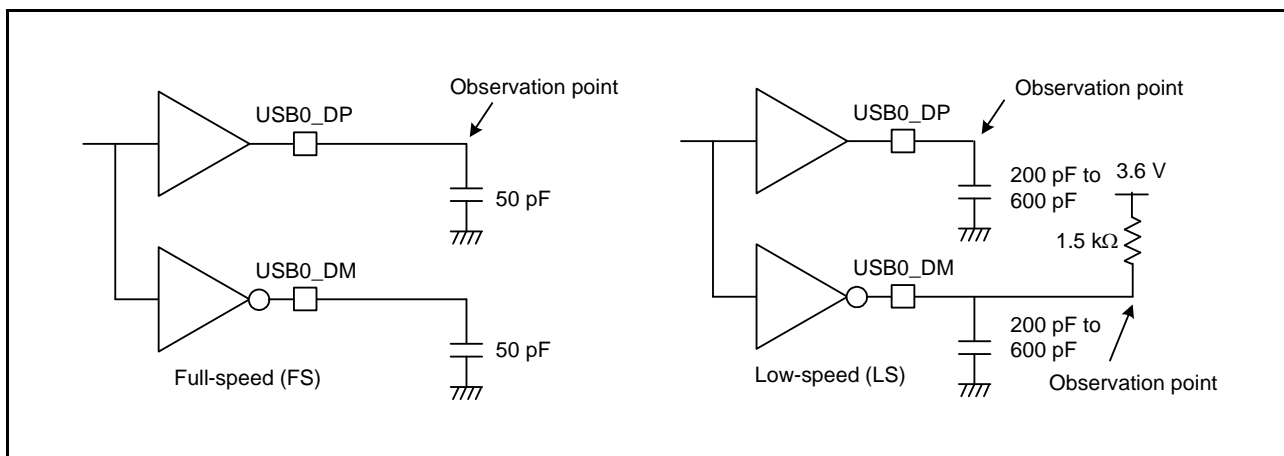 Observation point
USB0_DP
50 pF
USB0_DM
50 pF
Full-speed (FS)
Observation point
USB0_DP
200 pF to
600 pF
3.6 V
1.5 kΩ
USB0_DM
200 pF to
600 pF
Low-speed (LS)
Observation point